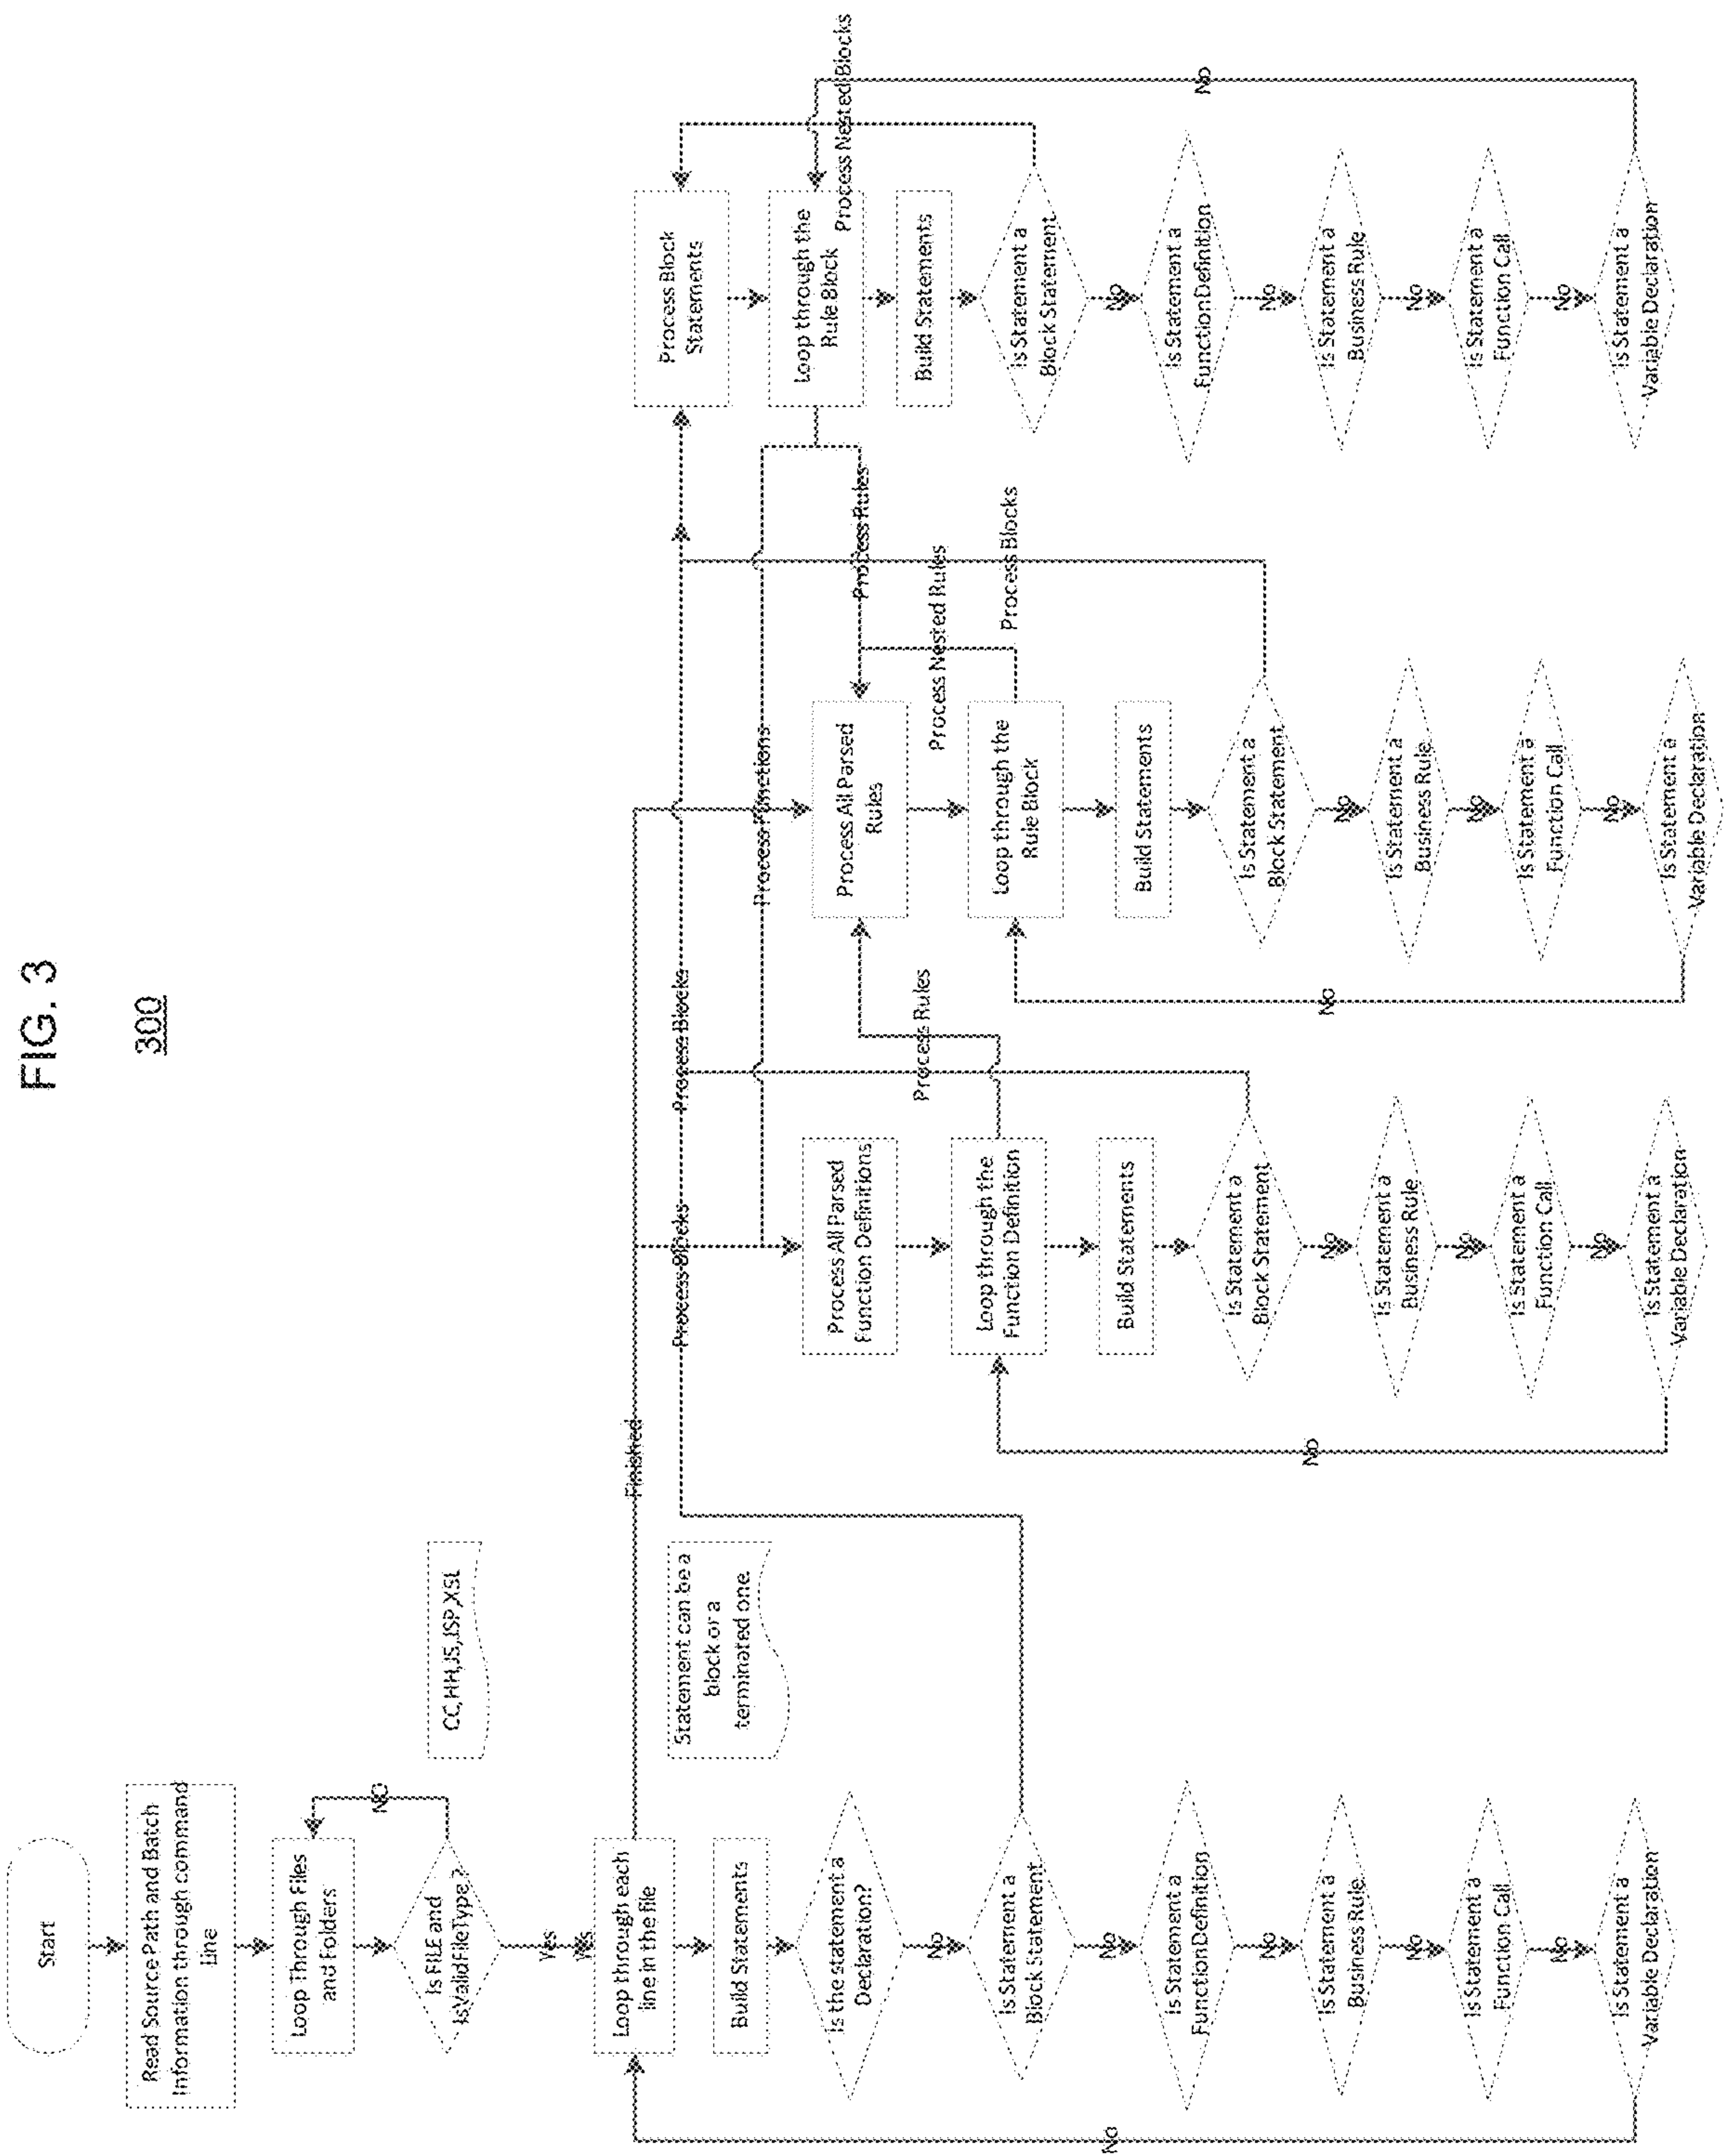 FIG. 3
300
Start
Read Source Path and Batch
Information through command
Line
Loop Through Files
and Folders
NO
Is FILE and
IsValidFileType?
CC,HH,JS,JSP,XSL
Yes
Yes
Loop through each
line in the file
Finished
Build Statements
Statement can be a
block or a
terminated one
Is the statement a
Declaration?
No
Is Statement a
Block Statement
No
Is Statement a
Function Definition
No
Is Statement a
Business Rule
No
Is Statement a
Function Call
No
Is Statement a
Variable Declaration
No
Process Blocks
Process Blocks
Process Functions
Process All Parsed
Function Definitions
Loop through the
Function Definition
Process Rules
Build Statements
Is Statement a
Block Statement
No
Is Statement a
Business Rule
No
Is Statement a
Function Call
No
Is Statement a
Variable Declaration
No
Process All Parsed
Rules
Process Rules
Process Nested Rules
Process Blocks
Loop through the
Rule Block
Build Statements
Is Statement a
Block Statement
No
Is Statement a
Business Rule
No
Is Statement a
Function Call
No
Is Statement a
Variable Declaration
No
Process Block
Statements
Loop through the
Rule Block
Process Nested Blocks
Build Statements
Is Statement a
Block Statement
No
Is Statement a
Function Definition
No
Is Statement a
Business Rule
No
Is Statement a
Function Call
No
Is Statement a
Variable Declaration
No